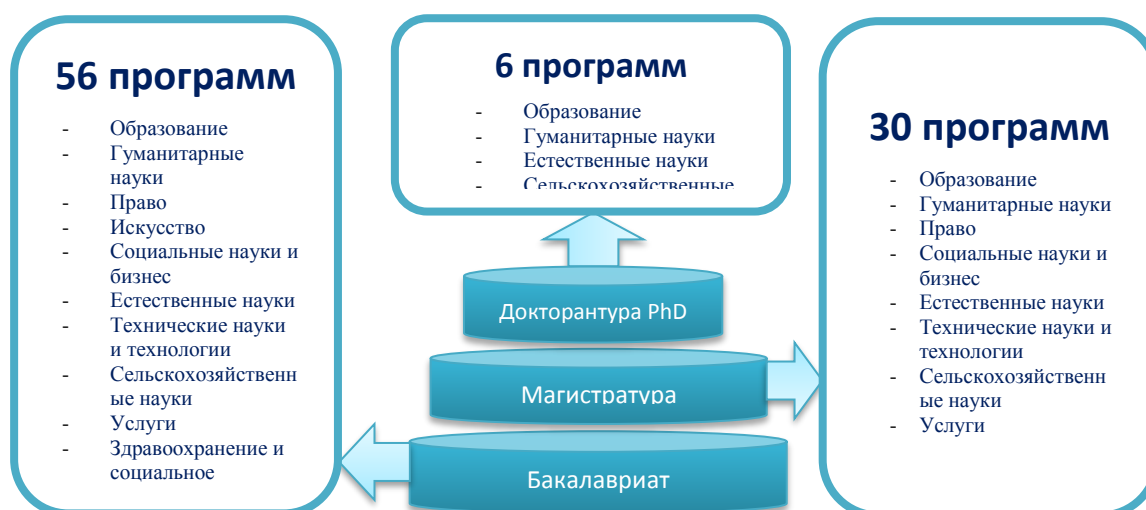 56 программ
- Образование
- Гуманитарные
науки
- Право
- Искусство
- Социальные науки и
бизнес
- Естественные науки
- Технические науки
и технологии
- Сельскохозяйственн
ые науки
- Услуги
- Здравоохранение и
социальное
6 программ
- Образование
- Гуманитарные науки
- Естественные науки
- Сельскохозяйственные
30 программ
- Образование
- Гуманитарные науки
- Право
- Социальные науки и
бизнес
- Естественные науки
- Технические науки и
технологии
- Сельскохозяйственн
ые науки
- Услуги
Докторантура PhD
Магистратура
Бакалавриат